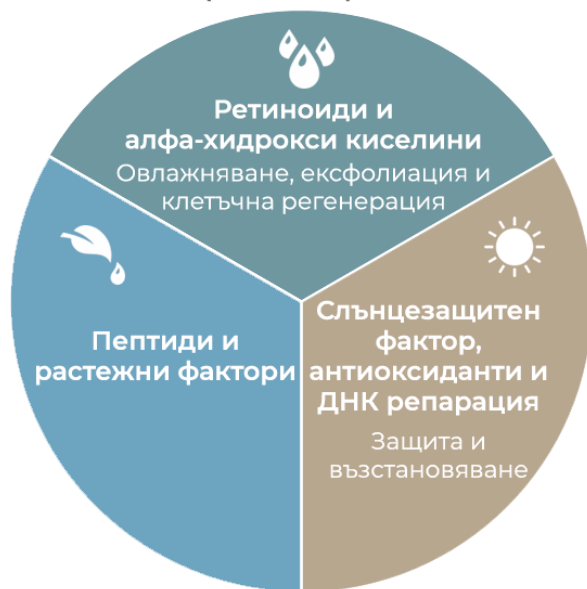 Ретиноиди и
алфа-хидрокси киселини
Овлажняване, ексфолиация и
клетъчна регенерация
Пептиди и
растежни фактори
Слънцезащитен
фактор,
антиоксиданти и
ДНК репарация
Защита и
възстановяване